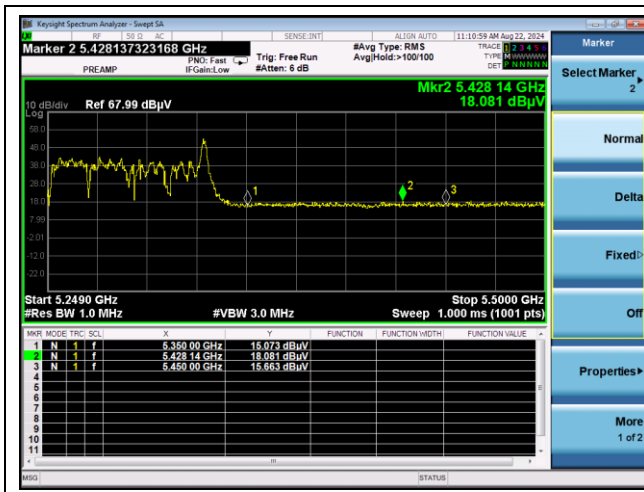 Keysight Spectrum Analyzer - Swept SA
RF 50 Ω AC SENSE:INT ALIGN AUTO 11:10:59 AM Aug 22, 2024
Marker 2 5.428137323168 GHz
PNO: Fast
IFGain:Low
PREAMP
Trig: Free Run
#Atten: 6 dB
#Avg Type: RMS
Avg|Hold:>100/100
TRACE 1 2 3 4 5 6
TYPE M WWWWW
DET P N N N N N
Mkr2 5.428 14 GHz
18.081 dBµV
10 dB/div Ref 67.99 dBµV
Log
58.0
48.0
38.0
28.0
18.0
7.99
-2.01
-12.0
-22.0
1
2
3
Start 5.2490 GHz Stop 5.5000 GHz
#Res BW 1.0 MHz #VBW 3.0 MHz Sweep 1.000 ms (1001 pts)
MKR MODE TRC SCL X Y FUNCTION FUNCTION WIDTH FUNCTION VALUE
1 N 1 f 5.350 00 GHz 15.073 dBµV
2 N 1 f 5.428 14 GHz 18.081 dBµV
3 N 1 f 5.450 00 GHz 15.663 dBµV
4
5
6
7
8
9
10
11
MSG STATUS
Marker
Select Marker
2
Normal
Delta
Fixed
Off
Properties
More
1 of 2